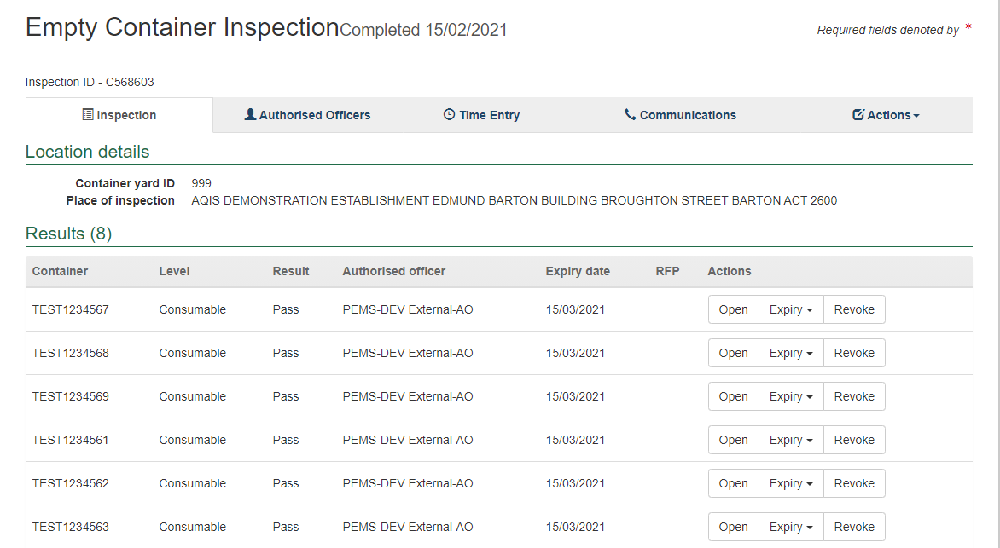 Empty Container Inspection Completed 15/02/2021
Required fields denoted by *
Inspection ID - C568603
Inspection Authorised Officers Time Entry Communications Actions
Location details
Container yard ID 999
Place of inspection AQIS DEMONSTRATION ESTABLISHMENT EDMUND BARTON BUILDING BROUGHTON STREET BARTON ACT 2600
Results (8)
Container Level Result Authorised officer Expiry date RFP Actions
TEST1234567 Consumable Pass PEMS-DEV External-AO 15/03/2021 Open Expiry Revoke
TEST1234568 Consumable Pass PEMS-DEV External-AO 15/03/2021 Open Expiry Revoke
TEST1234569 Consumable Pass PEMS-DEV External-AO 15/03/2021 Open Expiry Revoke
TEST1234561 Consumable Pass PEMS-DEV External-AO 15/03/2021 Open Expiry Revoke
TEST1234562 Consumable Pass PEMS-DEV External-AO 15/03/2021 Open Expiry Revoke
TEST1234563 Consumable Pass PEMS-DEV External-AO 15/03/2021 Open Expiry Revoke